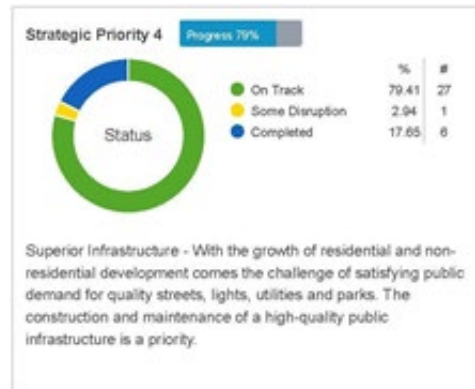 Strategic Priority 4 Progress 79%
% #
On Track 79.41 27
Some Disruption 2.94 1
Completed 17.65 6
Status
Superior Infrastructure - With the growth of residential and non-
residential development comes the challenge of satisfying public
demand for quality streets, lights, utilities and parks. The
construction and maintenance of a high-quality public
infrastructure is a priority.